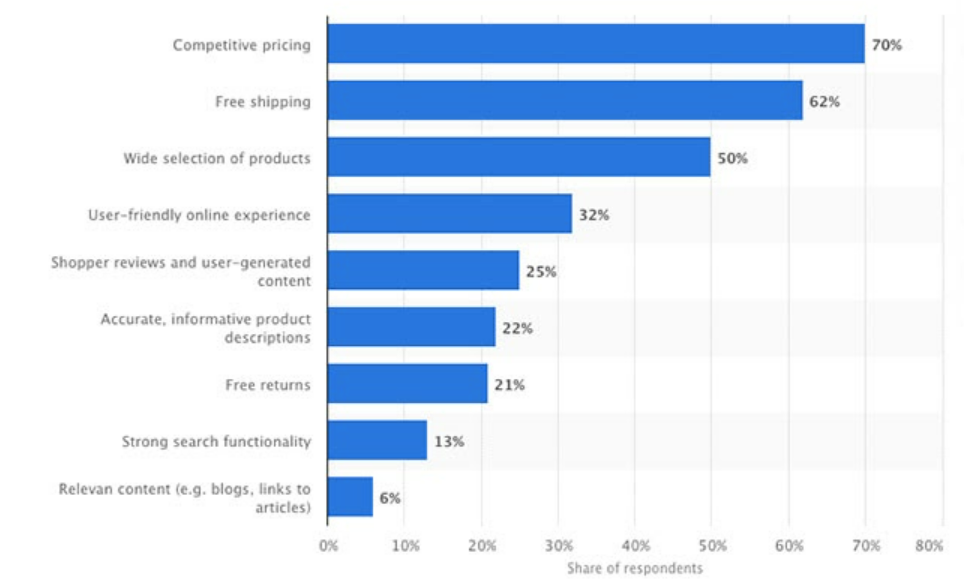 Competitive pricing
70%
Free shipping
62%
Wide selection of products
50%
User-friendly online experience
32%
Shopper reviews and user-generated
content
25%
Accurate, informative product
descriptions
22%
Free returns
21%
Strong search functionality
13%
Relevan content (e.g. blogs, links to
articles)
6%
0% 10% 20% 30% 40% 50% 60% 70% 80%
Share of respondents